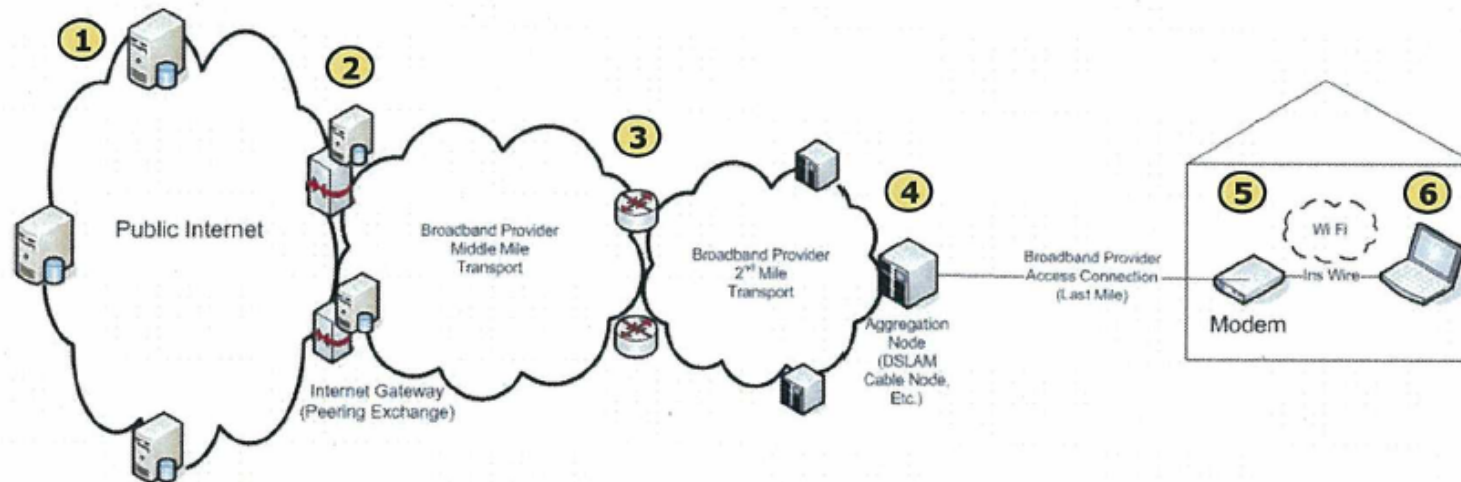 1
2
3
4
5
6
Public Internet
Internet Gateway
(Peering Exchange)
Broadband Provider
Middle Mile
Transport
Broadband Provider
2nd Mile
Transport
Aggregation
Node
(DSLAM
Cable Node,
Etc.)
Broadband Provider
Access Connection
(Last Mile)
Modem
Wi Fi
Ins Wire